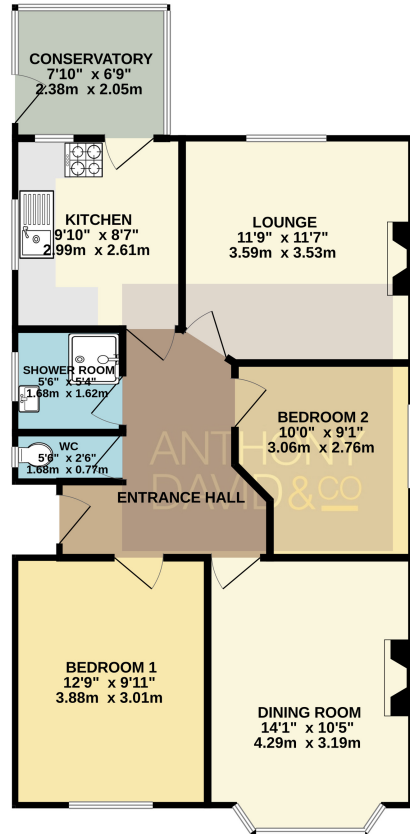 CONSERVATORY
7'10" x 6'9"
2.38m x 2.05m
KITCHEN
9'10" x 8'7"
2.99m x 2.61m
LOUNGE
11'9" x 11'7"
3.59m x 3.53m
SHOWER ROOM
5'6" x 5'4"
1.68m x 1.62m
WC
5'6" x 2'6"
1.68m x 0.77m
BEDROOM 2
10'0" x 9'1"
3.06m x 2.76m
ANTHONY
DAVID & CO
ENTRANCE HALL
BEDROOM 1
12'9" x 9'11"
3.88m x 3.01m
DINING ROOM
14'1" x 10'5"
4.29m x 3.19m